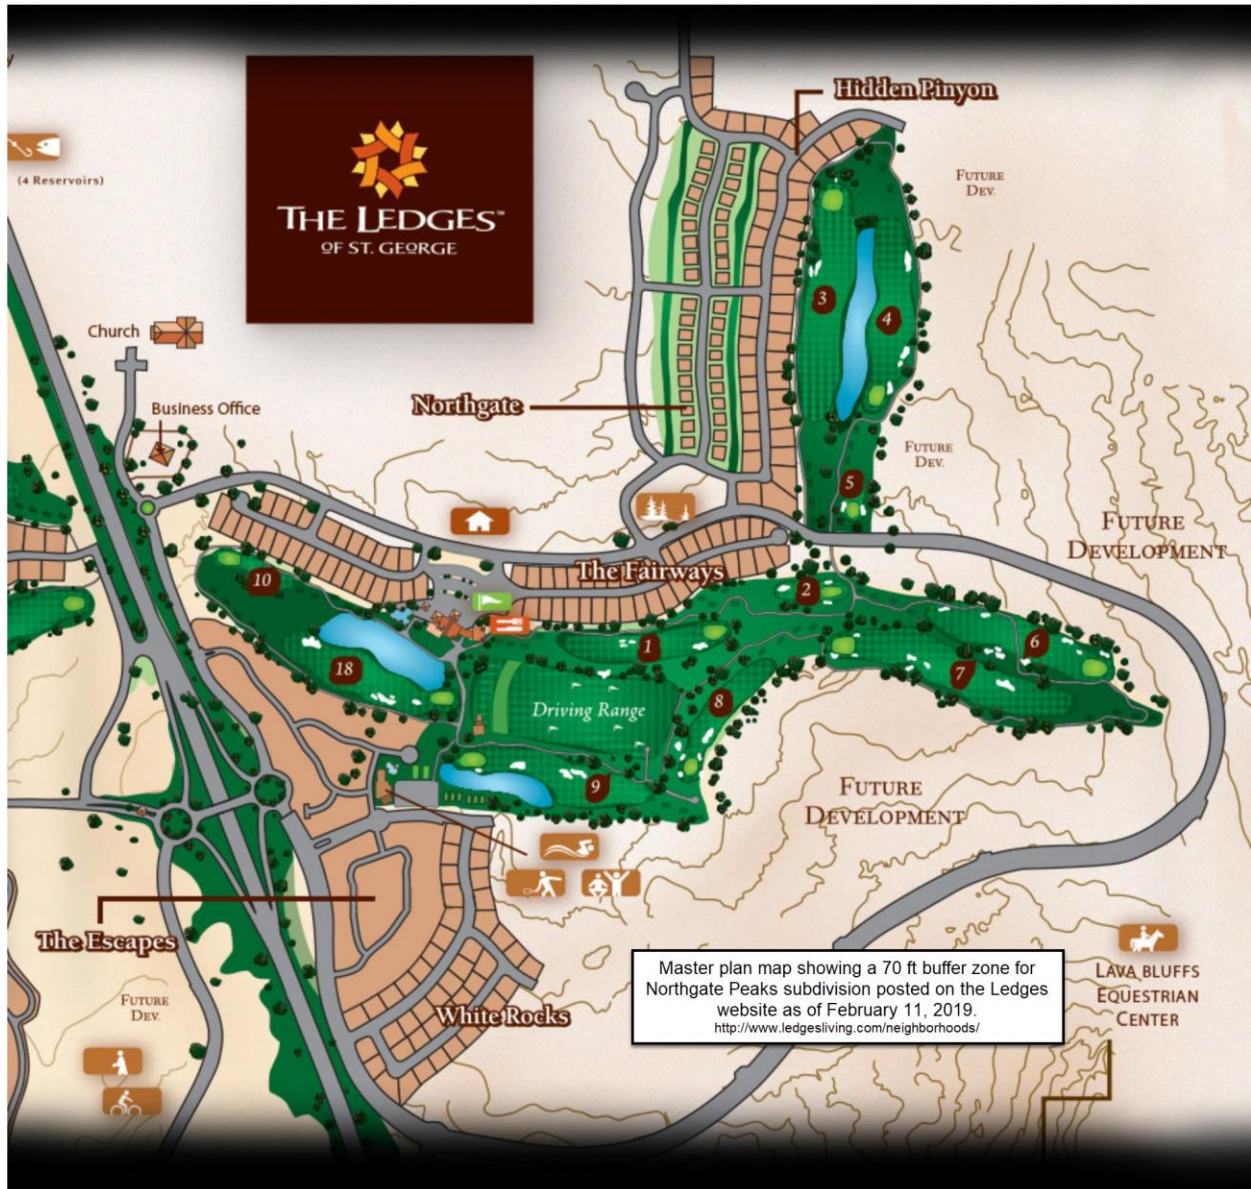 Hidden Pinyon
(4 Reservoirs)
THE LEDGES™
OF ST. GEORGE
FUTURE
DEV.
3
4
Church
Northgate
Business Office
FUTURE
DEV.
5
FUTURE
DEVELOPMENT
The Fairways
10
2
1
6
18
7
8
Driving Range
9
FUTURE
DEVELOPMENT
The Escapes
White Rocks
FUTURE
DEV.
Master plan map showing a 70 ft buffer zone for
Northgate Peaks subdivision posted on the Ledges
website as of February 11, 2019.
http://www.ledgesliving.com/neighborhoods/
LAVA BLUFFS
EQUESTRIAN
CENTER